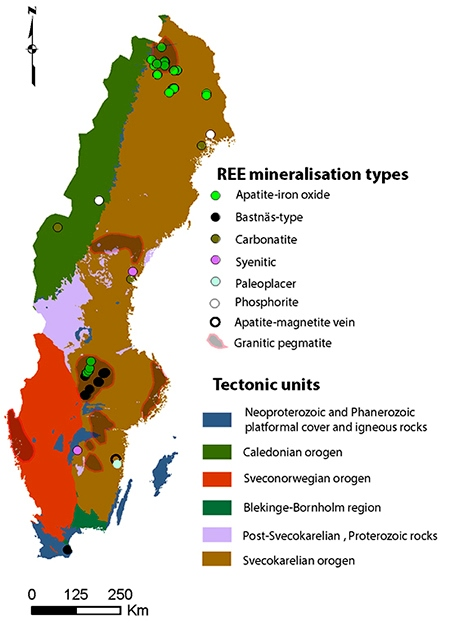 N
REE mineralisation types
Apatite-iron oxide
Bastnäs-type
Carbonatite
Syenitic
Paleoplacer
Phosphorite
Apatite-magnetite vein
Granitic pegmatite
Tectonic units
Neoproterozoic and Phanerozoic
platformal cover and igneous rocks
Caledonian orogen
Sveconorwegian orogen
Blekinge-Bornholm region
Post-Svecokarelian , Proterozoic rocks
Svecokarelian orogen
0 125 250
Km